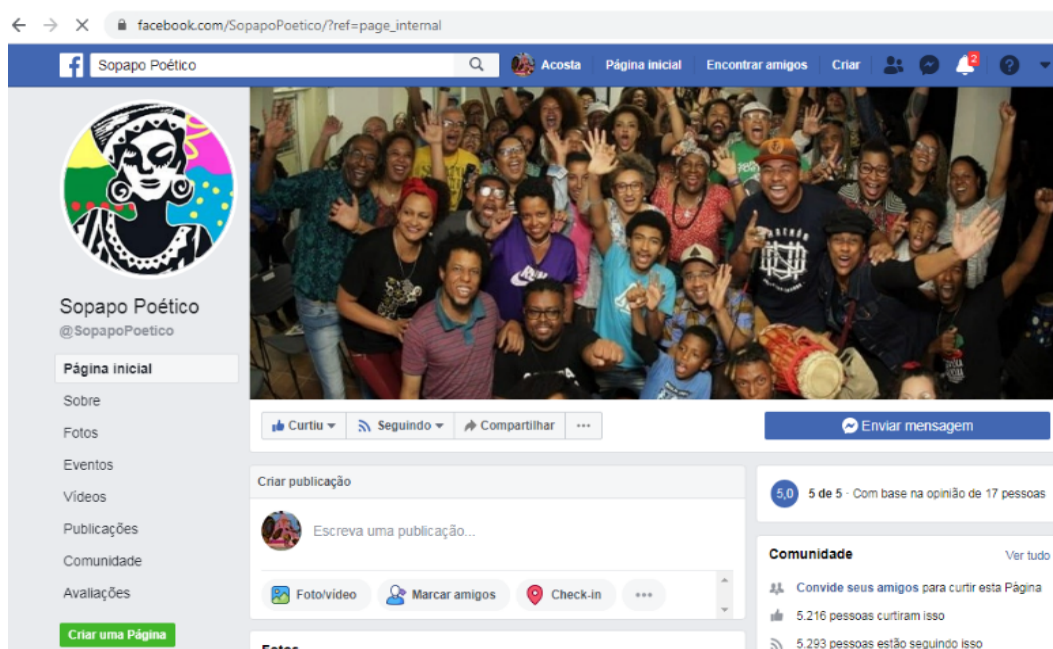 facebook.com/SopapoPoetico/?ref=page_internal
Sopapo Poético
Acosta
Página inicial
Encontrar amigos
Criar
2
Sopapo Poético
@SopapoPoetico
Página inicial
Sobre
Fotos
Eventos
Vídeos
Publicações
Comunidade
Avaliações
Criar uma Página
Curtiu
Seguindo
Compartilhar
Enviar mensagem
Criar publicação
Escreva uma publicação...
Foto/vídeo
Marcar amigos
Check-in
Fotos
5,0
5 de 5 · Com base na opinião de 17 pessoas
Comunidade
Ver tudo
Convide seus amigos para curtir esta Página
5.216 pessoas curtiram isso
5.293 pessoas estão seguindo isso